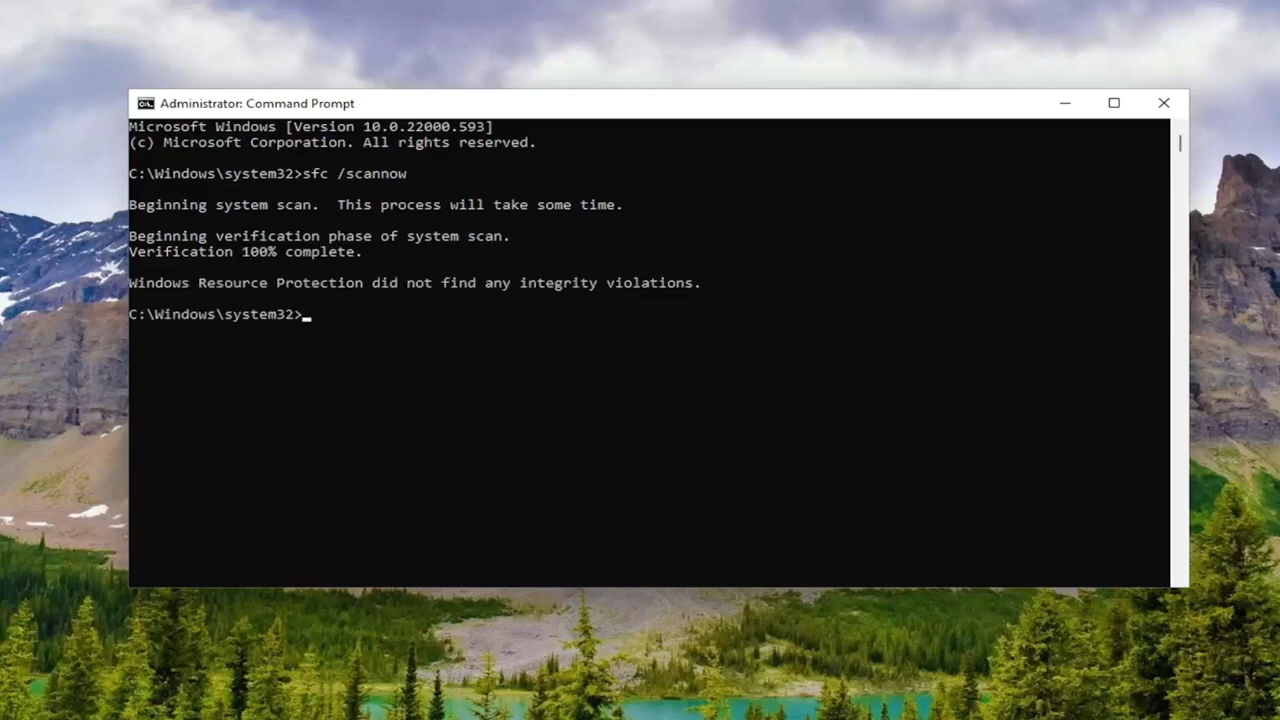 Administrator: Command Prompt
Microsoft Windows [Version 10.0.22000.593]
(c) Microsoft Corporation. All rights reserved.
C:\Windows\system32>sfc /scannow
Beginning system scan.  This process will take some time.
Beginning verification phase of system scan.
Verification 100% complete.
Windows Resource Protection did not find any integrity violations.
C:\Windows\system32>